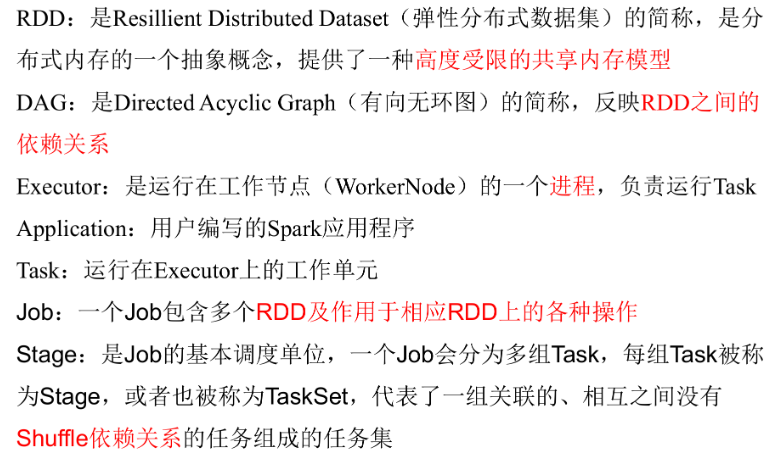 RDD：是Resillient Distributed Dataset（弹性分布式数据集）的简称，是分
布式内存的一个抽象概念，提供了一种高度受限的共享内存模型
DAG：是Directed Acyclic Graph（有向无环图）的简称，反映RDD之间的
依赖关系
Executor：是运行在工作节点（WorkerNode）的一个进程，负责运行Task
Application：用户编写的Spark应用程序
Task：运行在Executor上的工作单元
Job：一个Job包含多个RDD及作用于相应RDD上的各种操作
Stage：是Job的基本调度单位，一个Job会分为多组Task，每组Task被称
为Stage，或者也被称为TaskSet，代表了一组关联的、相互之间没有
Shuffle依赖关系的任务组成的任务集